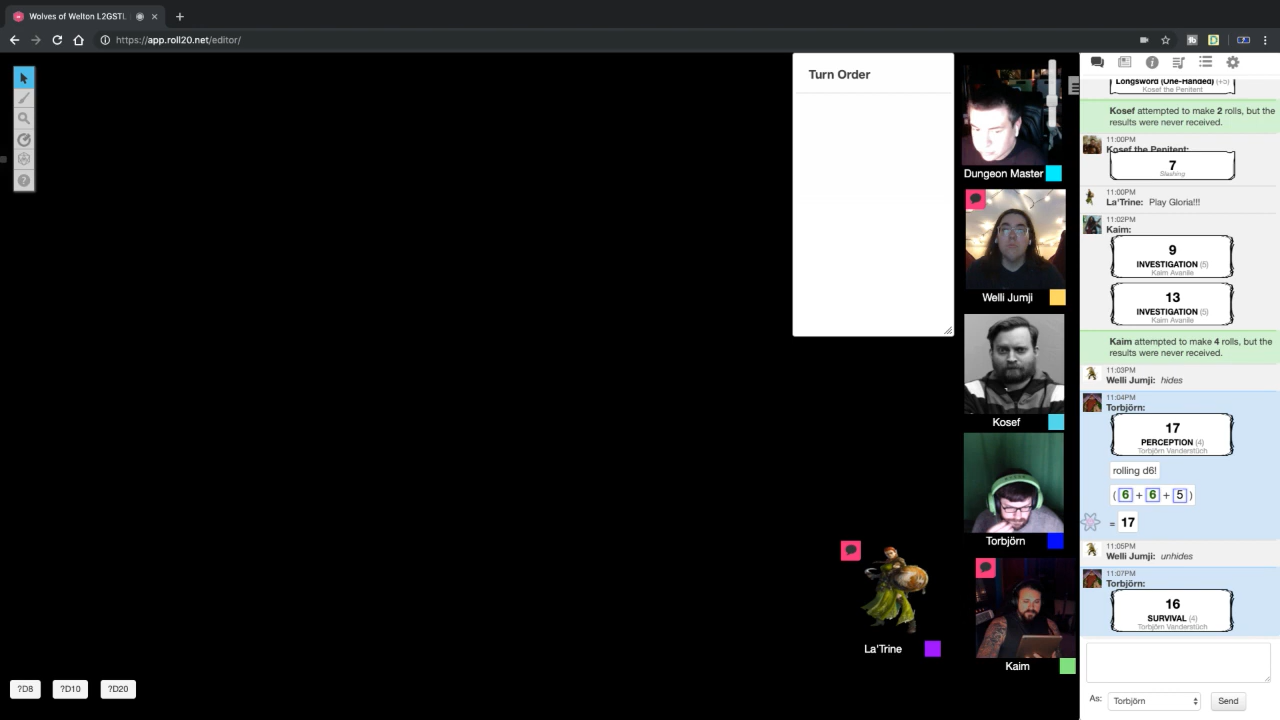 Wolves of Welton L2GSTL
https://app.roll20.net/editor/
Turn Order
Dungeon Master
Welli Jumji
Kosef
Torbjörn
La'Trine
Kaim
?D8
?D10
?D20
Longsword (One-Handed) (+5)
Kosef the Penitent
Kosef attempted to make 2 rolls, but the
results were never received.
11:00PM
Kosef the Penitent:
7
Slashing
11:00PM
La'Trine: Play Gloria!!!
11:02PM
Kaim:
9
INVESTIGATION (5)
Kaim Avanile
13
INVESTIGATION (5)
Kaim Avanile
Kaim attempted to make 4 rolls, but the
results were never received.
11:03PM
Welli Jumji: hides
11:04PM
Torbjörn:
17
PERCEPTION (4)
Torbjörn Vanderstüch
rolling d6!
(6+6+5)
= 17
11:05PM
Welli Jumji: unhides
11:07PM
Torbjörn:
16
SURVIVAL (4)
Torbjörn Vanderstüch
As:
Torbjörn
Send